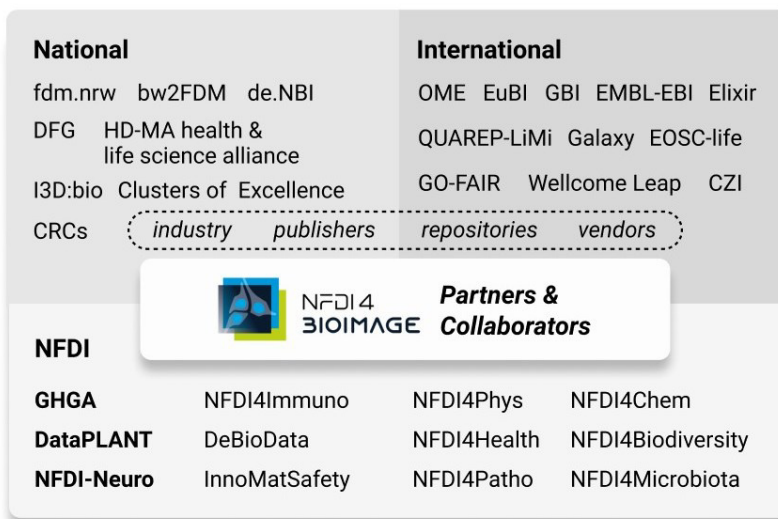 National
fdm.nrw bw2FDM de.NBI
DFG HD-MA health &
life science alliance
I3D:bio Clusters of Excellence
CRCs
International
OME EuBI GBI EMBL-EBI Elixir
QUAREP-LiMi Galaxy EOSC-life
GO-FAIR Wellcome Leap CZI
industry publishers repositories vendors
NFDI4
BIOIMAGE
Partners &
Collaborators
NFDI
GHGA NFDI4Immuno NFDI4Phys NFDI4Chem
DataPLANT DeBioData NFDI4Health NFDI4Biodiversity
NFDI-Neuro InnoMatSafety NFDI4Patho NFDI4Microbiota